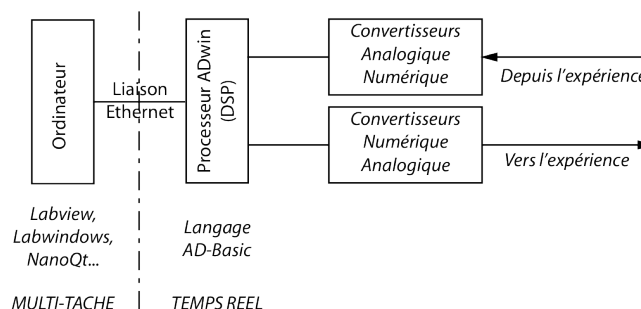 Ordinateur
Liaison
Ethernet
Processeur ADwin
(DSP)
Convertisseurs
Analogique
Numérique
Depuis l'expérience
Convertisseurs
Numérique
Analogique
Vers l'expérience
Labview,
Labwindows,
NanoQt...
Langage
AD-Basic
MULTI-TACHE
TEMPS REEL